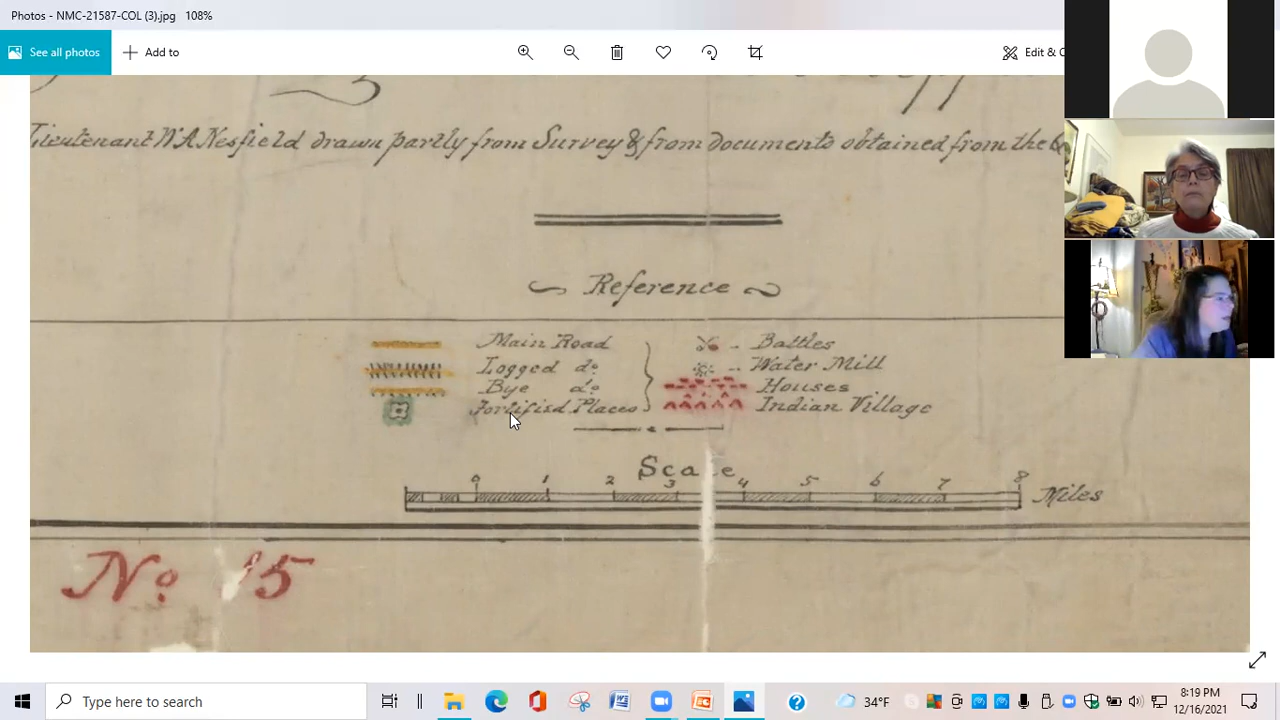 Photos - NMC-21587-COL (3).jpg 108%
See all photos
Add to
Edit & C
Lieutenant W A Nesfield drawn partly from Survey & from documents obtained from the
Reference
Main Road
Logged do.
Bye do.
Fortified Places
Battles
Water Mill
Houses
Indian Village
Scale
0 1 2 3 4 5 6 7 8 Miles
No. 15
Type here to search
34°F
8:19 PM
12/16/2021